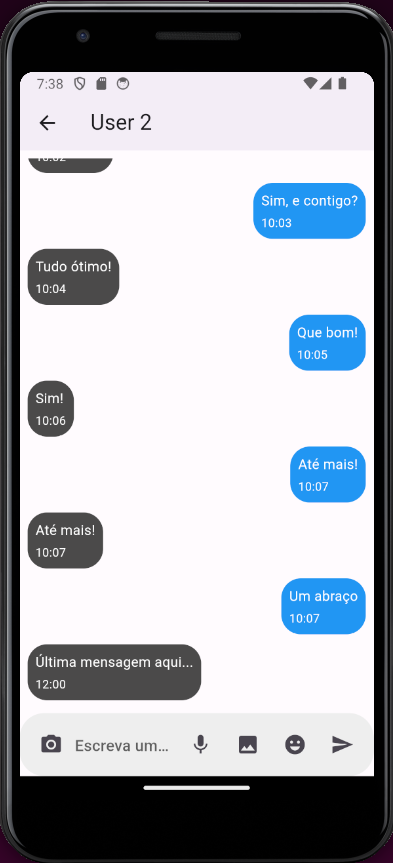 7:38
User 2
10:02
Sim, e contigo?
10:03
Tudo ótimo!
10:04
Que bom!
10:05
Sim!
10:06
Até mais!
10:07
Até mais!
10:07
Um abraço
10:07
Última mensagem aqui...
12:00
Escreva um...